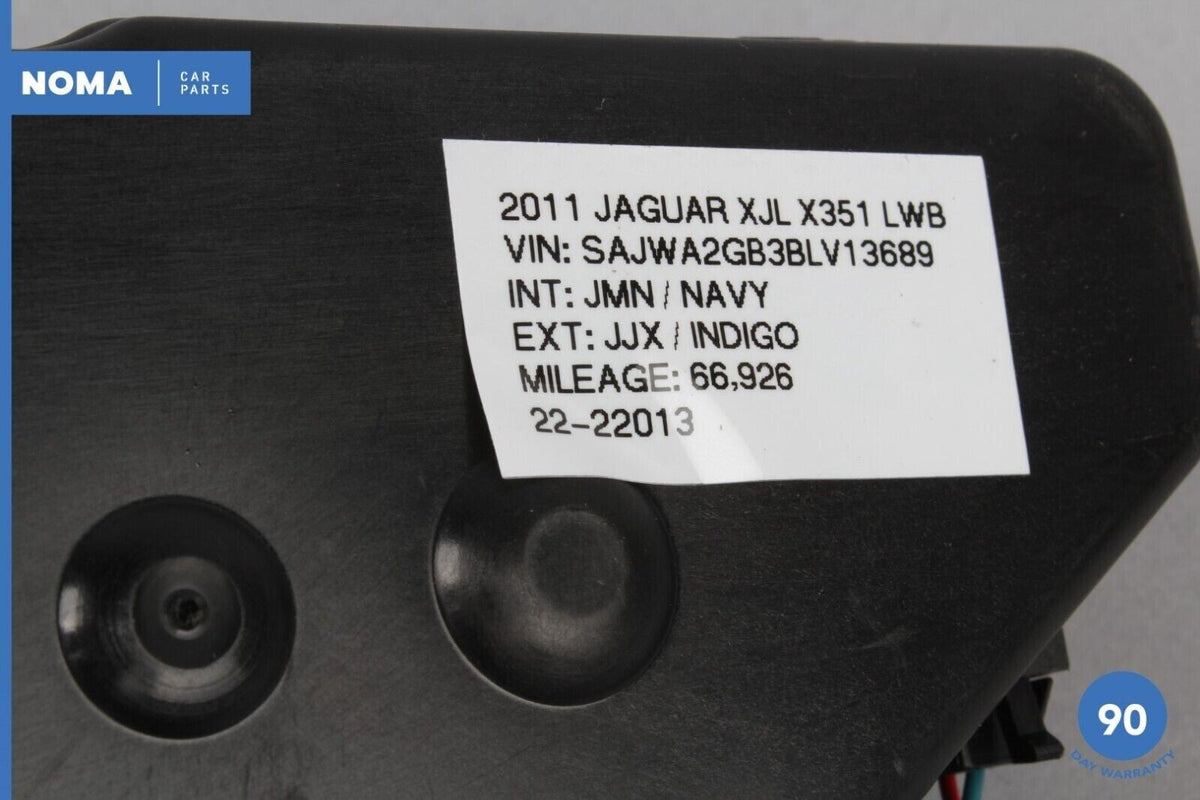 NOMA
CAR
PARTS
2011 JAGUAR XJL X351 LWB
VIN: SAJWA2GB3BLV13689
INT: JMN / NAVY
EXT: JJX / INDIGO
MILEAGE: 66,926
22-22013
90
DAY WARRANTY